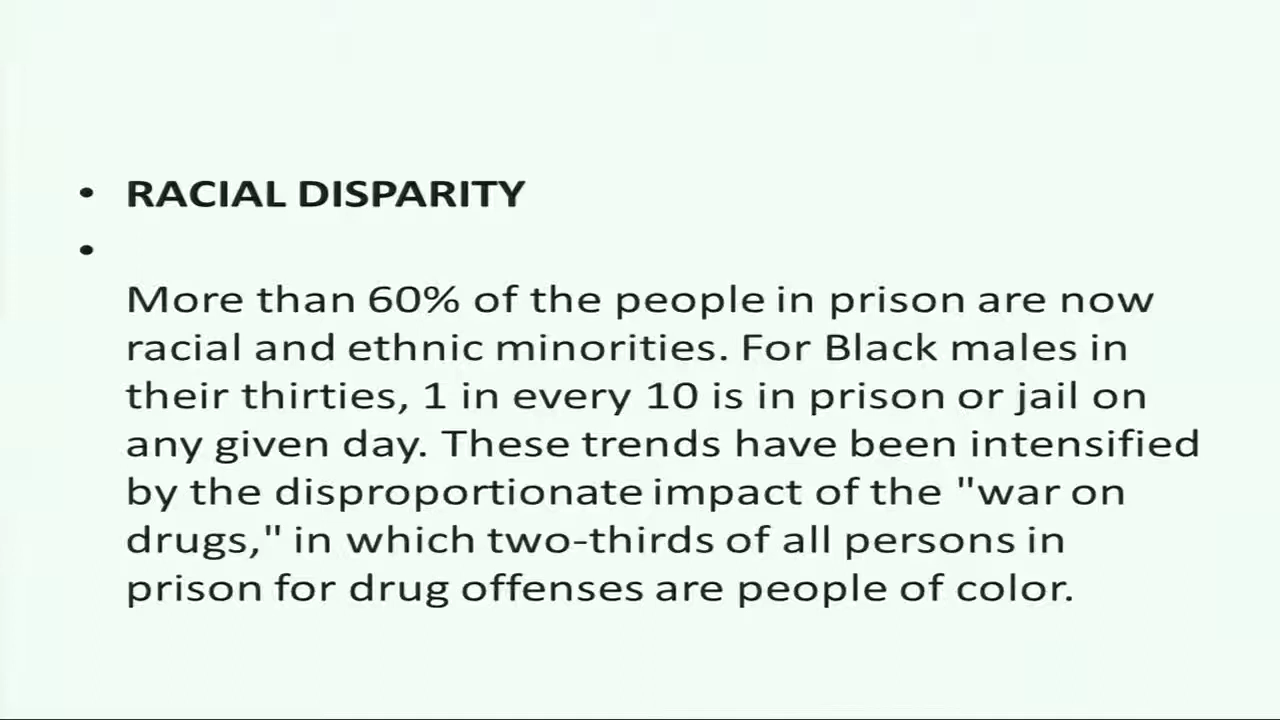 • RACIAL DISPARITY
•
More than 60% of the people in prison are now
racial and ethnic minorities. For Black males in
their thirties, 1 in every 10 is in prison or jail on
any given day. These trends have been intensified
by the disproportionate impact of the "war on
drugs," in which two-thirds of all persons in
prison for drug offenses are people of color.